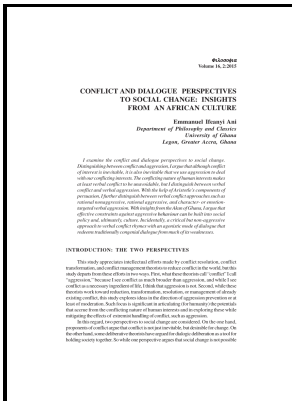 Φιλοσοφια
Volume 16, 2:2015
CONFLICT AND DIALOGUE PERSPECTIVES
TO SOCIAL CHANGE: INSIGHTS
FROM AN AFRICAN CULTURE
Emmanuel Ifeanyi Ani
Department of Philosophy and Classics
University of Ghana
Legon, Greater Accra, Ghana
I examine the conflict and dialogue perspectives to social change.
Distinguishing between conflict and aggression, I argue that although conflict
of interest is inevitable, it is also inevitable that we use aggression to deal
with our conflicting interests. The conflicting nature of human interests makes
at least verbal conflict to be unavoidable, but I distinguish between verbal
conflict and verbal aggression. With the help of Aristotle's components of
persuasion, I further distinguish between verbal conflict approaches such as
rational nonaggressive, rational aggressive, and character- or emotion-
targeted verbal aggression. With insights from the Akan of Ghana, I argue that
effective constraints against aggressive behaviour can be built into social
policy and, ultimately, culture. Incidentally, a critical but non-aggressive
approach to verbal conflict rhymes with an agonistic mode of dialogue that
redeems traditionally congenial dialogue from much of its weaknesses.
INTRODUCTION: THE TWO PERSPECTIVES
This study appreciates intellectual efforts made by conflict resolution, conflict
transformation, and conflict management theories to reduce conflict in the world, but this
study departs from these efforts in two ways. First, what these theories call "conflict" I call
"aggression," because I see conflict as much broader than aggression, and while I see
conflict as a necessary ingredient of life, I think that aggression is not. Second, while these
theories work toward reduction, transformation, resolution, or management of already
existing conflict, this study explores ideas in the direction of aggression prevention or at
least of moderation. Such focus is significant in articulating (for humanity) the potentials
that accrue from the conflicting nature of human interests and in exploring these while
mitigating the effects of extremist handling of conflict, such as aggression.
In this regard, two perspectives to social change are considered. On the one hand,
proponents of conflict argue that conflict is not just inevitable, but desirable for change. On
the other hand, some deliberative theorists have argued for dialogic deliberation as a tool for
holding society together. So while one perspective argues that social change is not possible